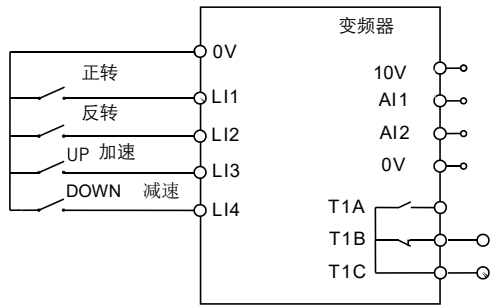 变频器
0V
正转
LI1
反转
LI2
UP 加速
LI3
DOWN 减速
LI4
10V
AI1
AI2
0V
T1A
T1B
T1C